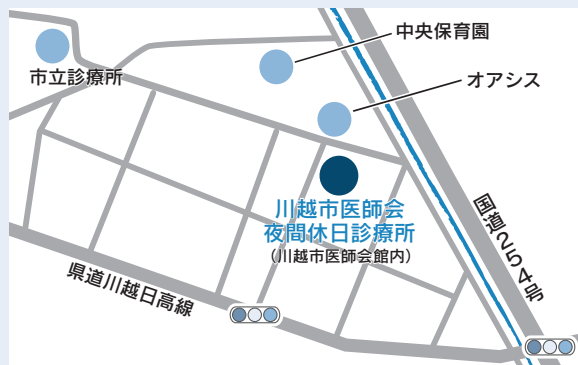 中央保育園
市立診療所
オアシス
川越市医師会
夜間休日診療所
(川越市医師会館内)
国道254号
県道川越日高線